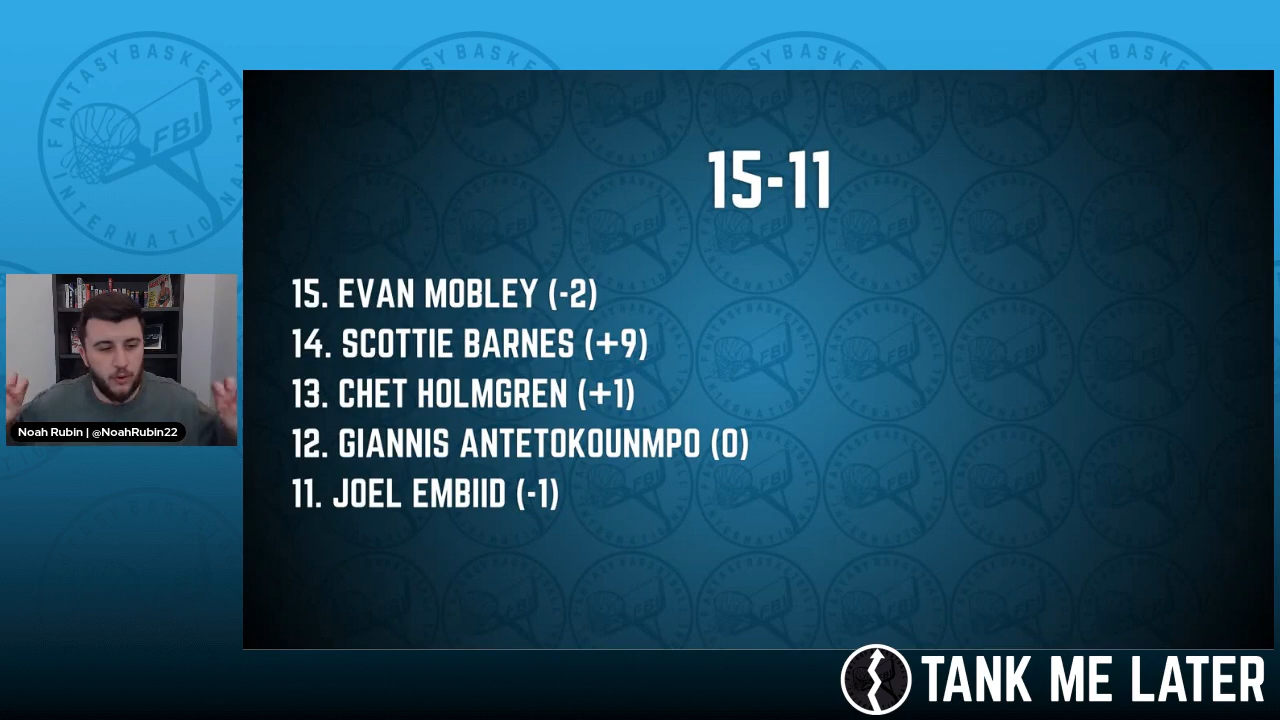 FANTASY BASKETBALL
INTERNATIONAL
FBI
15-11
15. EVAN MOBLEY (-2)
14. SCOTTIE BARNES (+9)
13. CHET HOLMGREN (+1)
12. GIANNIS ANTETOKOUNMPO (0)
11. JOEL EMBIID (-1)
Noah Rubin | @NoahRubin22
TANK ME LATER